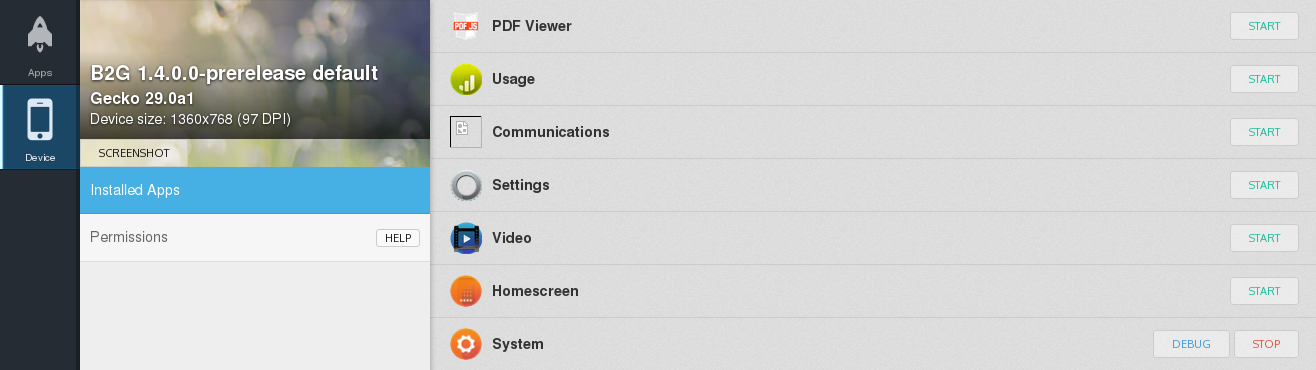 Apps
Device
B2G 1.4.0.0-prerelease default
Gecko 29.0a1
Device size: 1360x768 (97 DPI)
SCREENSHOT
Installed Apps
Permissions HELP
PDF JS PDF Viewer START
Usage START
Communications START
Settings START
Video START
Homescreen START
System DEBUG STOP